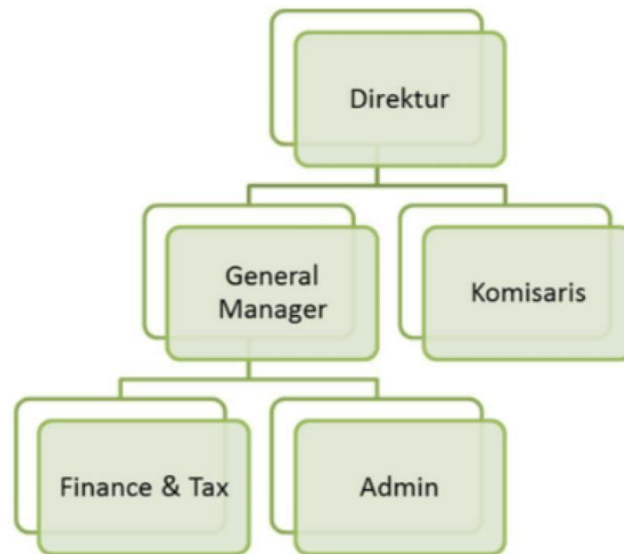 Direktur
General
Manager
Komisaris
Finance & Tax
Admin